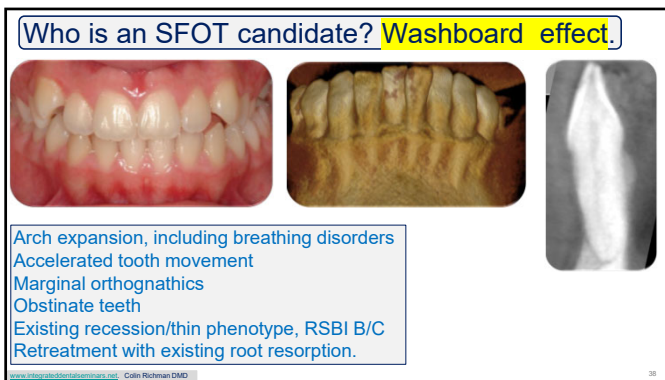 Who is an SFOT candidate? Washboard  effect.
Arch expansion, including breathing disorders
Accelerated tooth movement
Marginal orthognathics
Obstinate teeth
Existing recession/thin phenotype, RSBI B/C
Retreatment with existing root resorption.
www.integrateddentalseminars.net. Colin Richman DMD
38